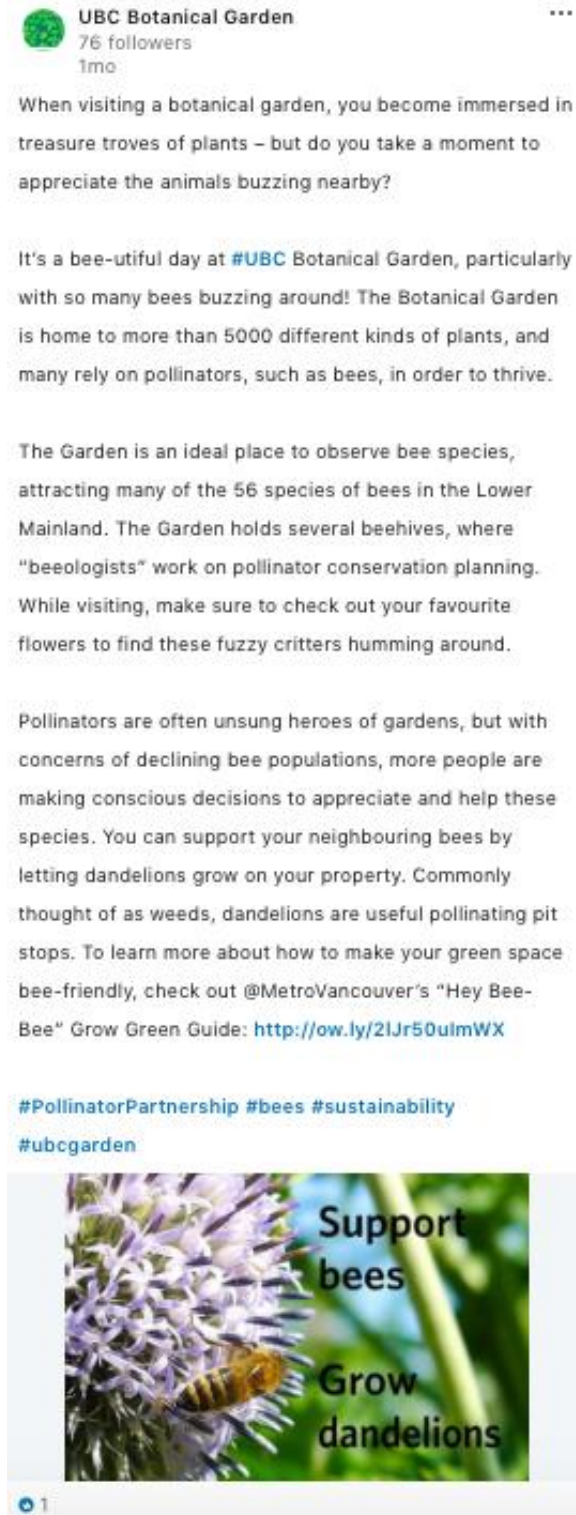 UBC Botanical Garden
76 followers
1mo
When visiting a botanical garden, you become immersed in
treasure troves of plants – but do you take a moment to
appreciate the animals buzzing nearby?
It's a bee-utiful day at #UBC Botanical Garden, particularly
with so many bees buzzing around! The Botanical Garden
is home to more than 5000 different kinds of plants, and
many rely on pollinators, such as bees, in order to thrive.
The Garden is an ideal place to observe bee species,
attracting many of the 56 species of bees in the Lower
Mainland. The Garden holds several beehives, where
"beeologists" work on pollinator conservation planning.
While visiting, make sure to check out your favourite
flowers to find these fuzzy critters humming around.
Pollinators are often unsung heroes of gardens, but with
concerns of declining bee populations, more people are
making conscious decisions to appreciate and help these
species. You can support your neighbouring bees by
letting dandelions grow on your property. Commonly
thought of as weeds, dandelions are useful pollinating pit
stops. To learn more about how to make your green space
bee-friendly, check out @MetroVancouver's "Hey Bee-
Bee" Grow Green Guide: http://ow.ly/2IJr50uImWX
#PollinatorPartnership #bees #sustainability
#ubcgarden
Support
bees
Grow
dandelions
1